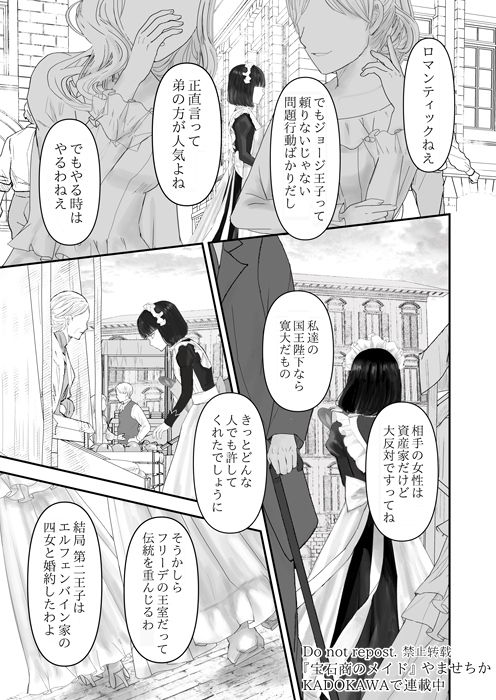 ロマンティックねえ
でもジョージ王子って
頼りないじゃない
問題行動ばかりだし
正直言って
弟の方が人気よね
でもやる時は
やるわねえ
相手の女性は
資産家だけど
大反対ですってね
私達の
国王陛下なら
寛大だもの
きっとどんな
人でも許して
くれたでしょうに
そうかしら
フリーデの王室だって
伝統を重んじるわ
結局 第二王子は
エルフェンバイン家の
四女と婚約したわよ
Do not repost. 禁止转载
『宝石商のメイド』やませちか
KADOKAWAで連載中